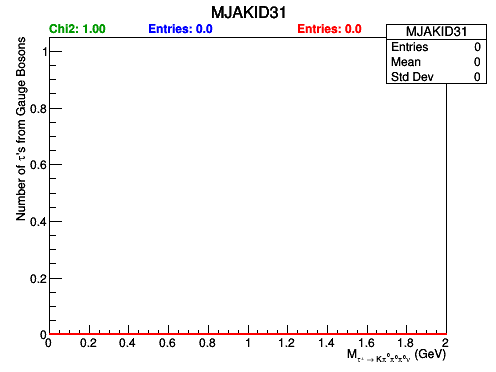 MJAKID31
Chi2: 1.00 Entries: 0.0 Entries: 0.0
MJAKID31
Entries 0
Mean 0
Std Dev 0
Number of τ's from Gauge Bosons
1
0.8
0.6
0.4
0.2
0
0 0.2 0.4 0.6 0.8 1 1.2 1.4 1.6 1.8 2
M τ⁺ → Kπ⁰π⁰π⁰ν (GeV)